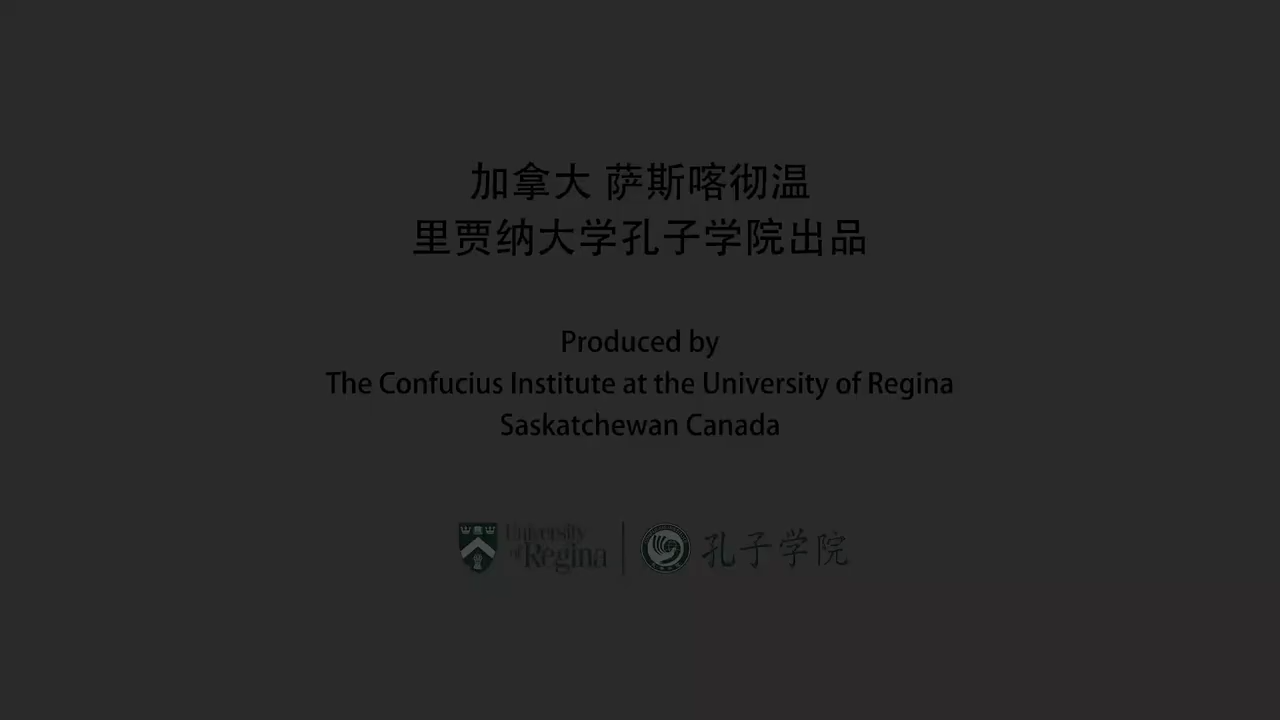 加拿大 萨斯喀彻温
里贾纳大学孔子学院出品
Produced by
The Confucius Institute at the University of Regina
Saskatchewan Canada
University
of Regina
孔子学院